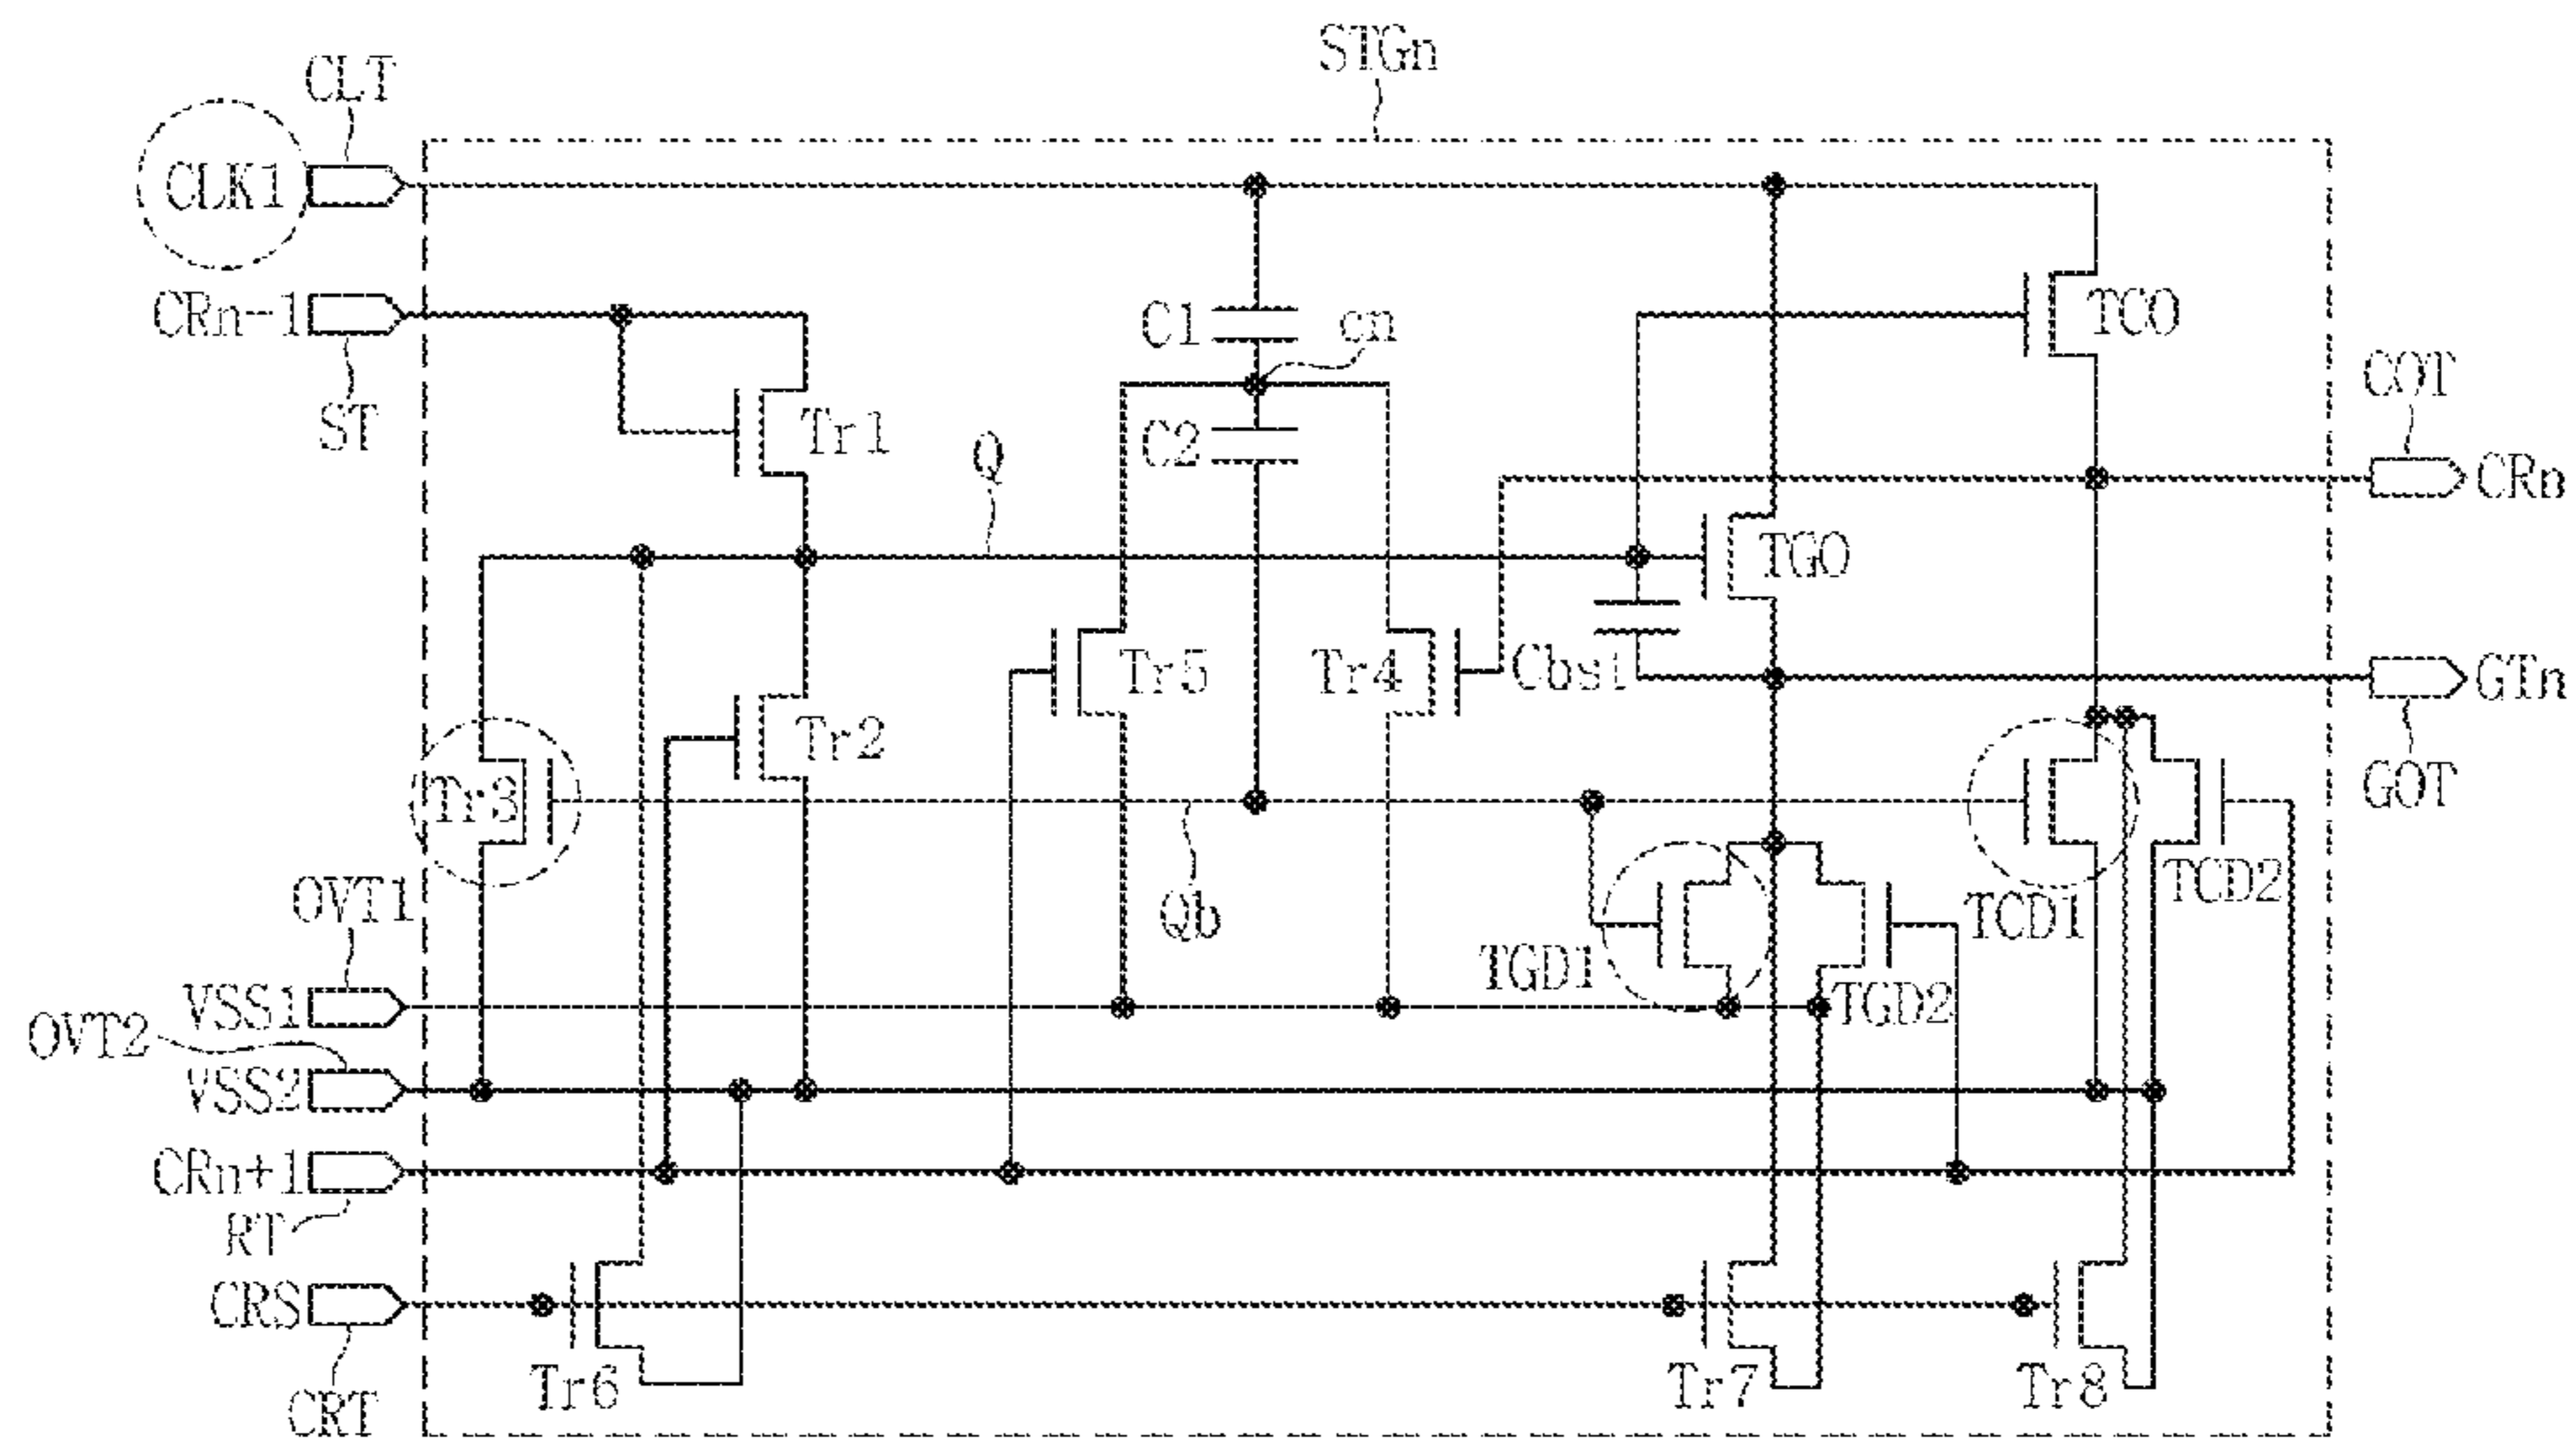 STGn
CLT
CLK1
CRn-1
ST
C1
cn
TCO
COT
Tr1
C2
Q
CRn
TGO
Tr5
Tr4
Cbst
GTn
Tr2
Tr3
GOT
TCD2
OVT1
Qb
TCD1
TGD1
TGD2
VSS1
OVT2
VSS2
CRn+1
RT
CRS
Tr6
Tr7
Tr8
CRT